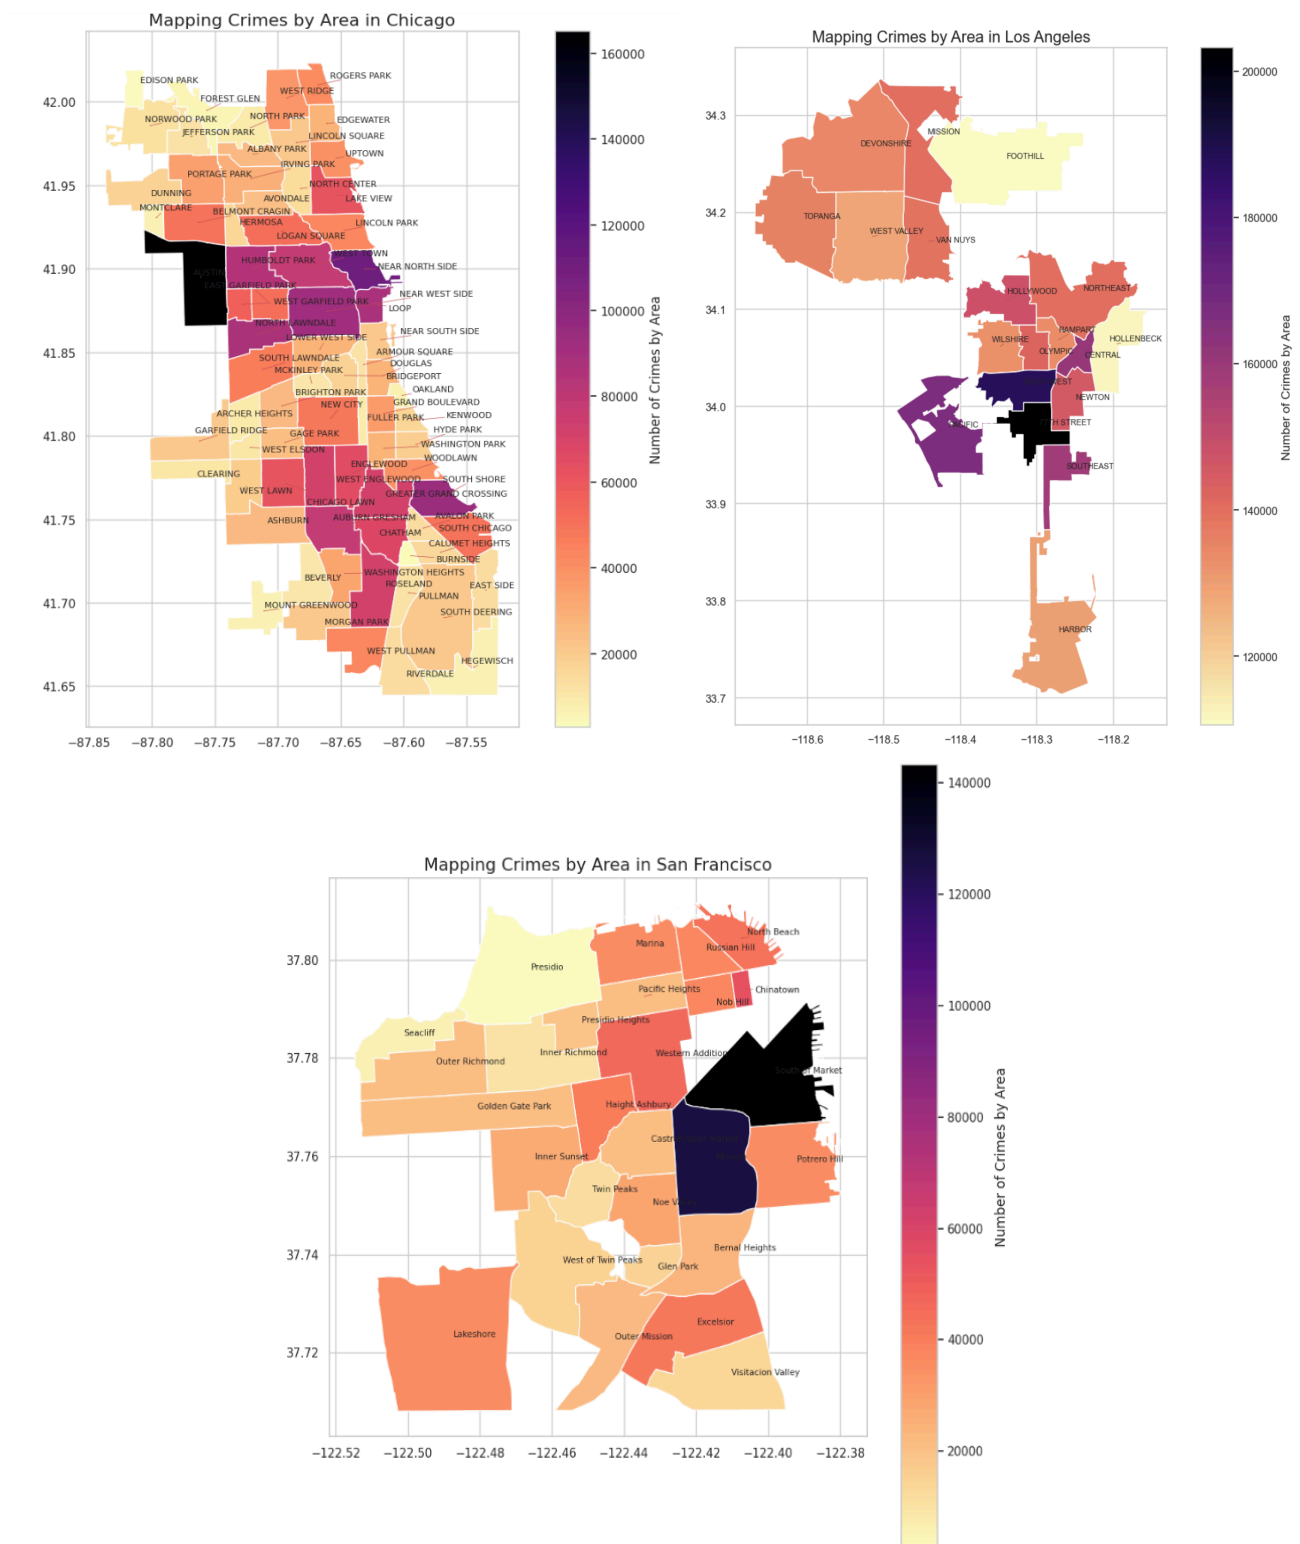 Mapping Crimes by Area in Chicago
42.00
41.95
41.90
41.85
41.80
41.75
41.70
41.65
−87.85 −87.80 −87.75 −87.70 −87.65 −87.60 −87.55
EDISON PARK
ROGERS PARK
WEST RIDGE
FOREST GLEN
NORWOOD PARK
NORTH PARK
EDGEWATER
JEFFERSON PARK
LINCOLN SQUARE
ALBANY PARK
UPTOWN
IRVING PARK
PORTAGE PARK
NORTH CENTER
DUNNING
AVONDALE
LAKE VIEW
MONTCLARE
BELMONT CRAGIN
HERMOSA
LINCOLN PARK
LOGAN SQUARE
WEST TOWN
HUMBOLDT PARK
NEAR NORTH SIDE
AUSTIN
EAST GARFIELD PARK
NEAR WEST SIDE
WEST GARFIELD PARK
LOOP
NORTH LAWNDALE
NEAR SOUTH SIDE
LOWER WEST SIDE
ARMOUR SQUARE
SOUTH LAWNDALE
DOUGLAS
MCKINLEY PARK
BRIDGEPORT
OAKLAND
BRIGHTON PARK
GRAND BOULEVARD
NEW CITY
ARCHER HEIGHTS
FULLER PARK
KENWOOD
GARFIELD RIDGE
HYDE PARK
GAGE PARK
WASHINGTON PARK
WEST ELSDON
WOODLAWN
ENGLEWOOD
CLEARING
WEST ENGLEWOOD
SOUTH SHORE
WEST LAWN
GREATER GRAND CROSSING
CHICAGO LAWN
AVALON PARK
AUBURN GRESHAM
ASHBURN
SOUTH CHICAGO
CHATHAM
CALUMET HEIGHTS
BURNSIDE
WASHINGTON HEIGHTS
BEVERLY
ROSELAND
EAST SIDE
PULLMAN
MOUNT GREENWOOD
SOUTH DEERING
MORGAN PARK
WEST PULLMAN
HEGEWISCH
RIVERDALE
160000
140000
120000
100000
80000
60000
40000
20000
Number of Crimes by Area
Mapping Crimes by Area in Los Angeles
34.3
34.2
34.1
34.0
33.9
33.8
33.7
−118.6 −118.5 −118.4 −118.3 −118.2
MISSION
DEVONSHIRE
FOOTHILL
TOPANGA
WEST VALLEY
VAN NUYS
HOLLYWOOD
NORTHEAST
RAMPART
WILSHIRE
HOLLENBECK
OLYMPIC
CENTRAL
NEWTON
77TH STREET
SOUTHEAST
HARBOR
200000
180000
160000
140000
120000
Number of Crimes by Area
Mapping Crimes by Area in San Francisco
37.80
37.78
37.76
37.74
37.72
−122.52 −122.50 −122.48 −122.46 −122.44 −122.42 −122.40 −122.38
North Beach
Marina
Russian Hill
Presidio
Pacific Heights
Chinatown
Nob Hill
Presidio Heights
Seacliff
Inner Richmond
Western Addition
Outer Richmond
South of Market
Golden Gate Park
Haight Ashbury
Inner Sunset
Potrero Hill
Twin Peaks
Noe Valley
Bernal Heights
West of Twin Peaks
Glen Park
Excelsior
Lakeshore
Outer Mission
Visitacion Valley
140000
120000
100000
80000
60000
40000
20000
Number of Crimes by Area